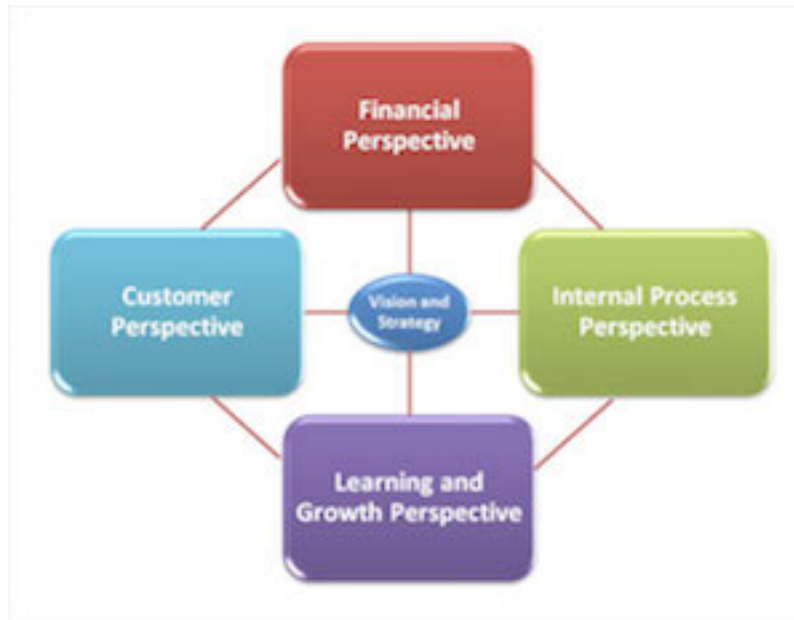 Financial
Perspective
Customer
Perspective
Vision and
Strategy
Internal Process
Perspective
Learning and
Growth Perspective